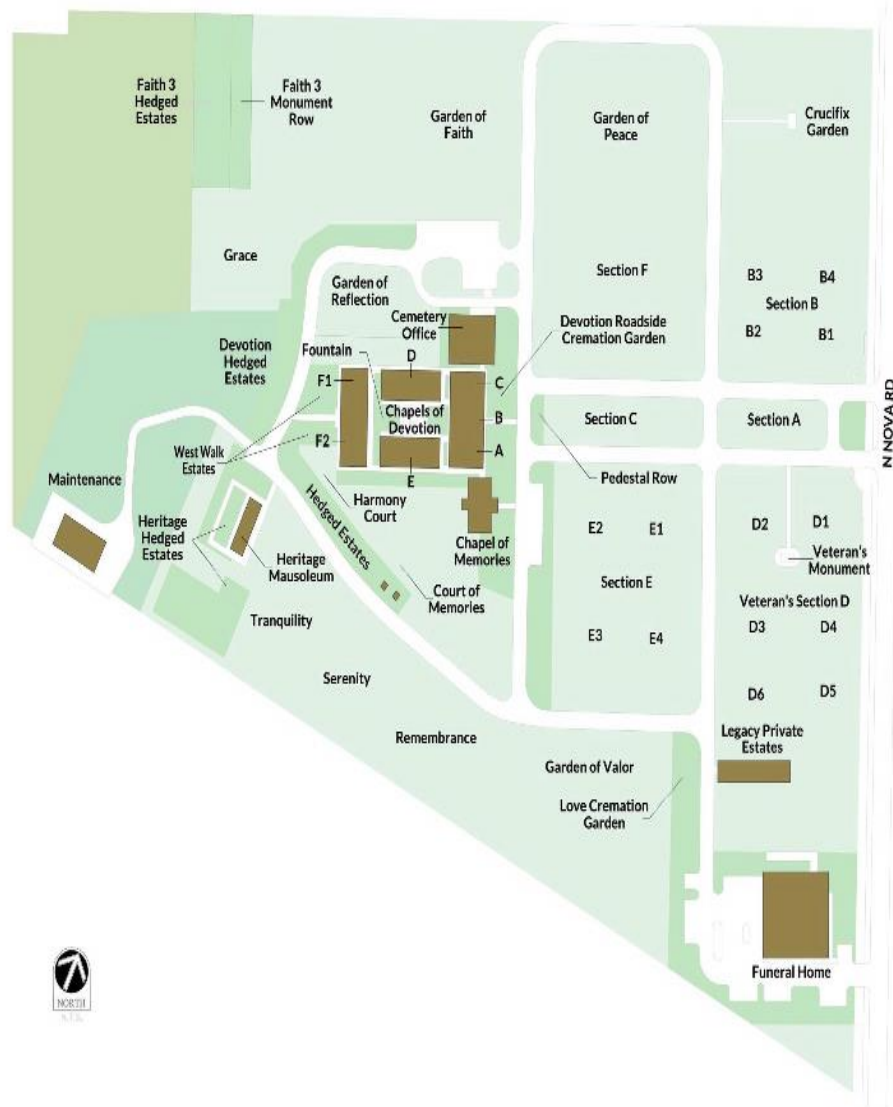 Faith 3
Hedged
Estates
Faith 3
Monument
Row
Garden of
Faith
Garden of
Peace
Crucifix
Garden
Grace
Garden of
Reflection
Section F
B3
B4
Section B
B2
B1
Cemetery
Office
Devotion Roadside
Cremation Garden
Devotion
Hedged
Estates
Fountain
D
F1
C
Chapels of
Devotion
B
F2
A
E
Section C
Section A
N NOVA RD
West Walk
Estates
Maintenance
Harmony
Court
Pedestal Row
Hedged Estates
Heritage
Hedged
Estates
Heritage
Mausoleum
Chapel of
Memories
E2
E1
D2
D1
Veteran's
Monument
Section E
Court of
Memories
Veteran's Section D
Tranquility
E3
E4
D3
D4
Serenity
D6
D5
Remembrance
Legacy Private
Estates
Garden of Valor
Love Cremation
Garden
Funeral Home
NORTH